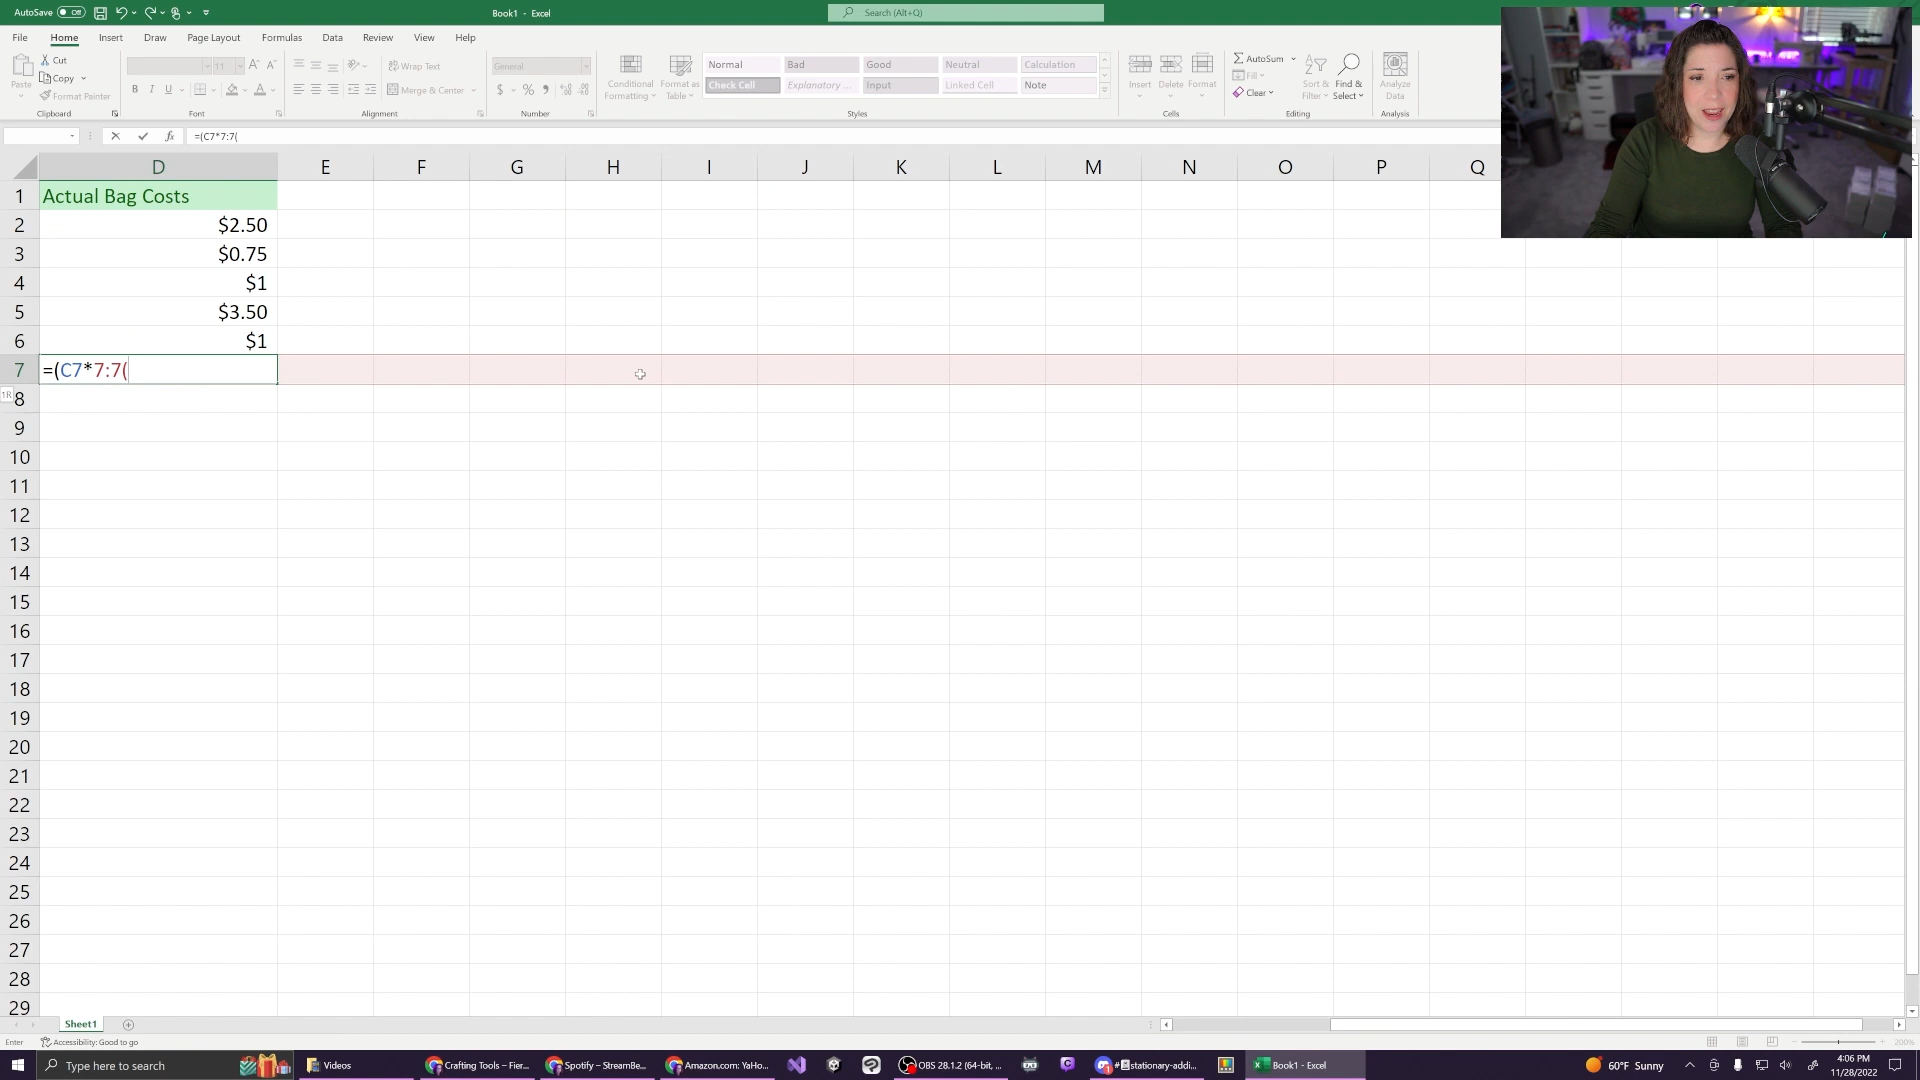 AutoSave Off
Book1 - Excel
Search (Alt+Q)
File Home Insert Draw Page Layout Formulas Data Review View Help
Paste
Cut
Copy
Format Painter
Clipboard
11
B I U
Font
Wrap Text
Merge & Center
Alignment
General
$ % 9
Number
Conditional Formatting
Format as Table
Normal Bad Good Neutral Calculation
Check Cell Explanatory ... Input Linked Cell Note
Styles
Insert Delete Format
Cells
AutoSum
Fill
Clear
Sort & Filter
Find & Select
Editing
Analyze Data
Analysis
fx =(C7*7:7(
D E F G H I J K L M N O P Q
1 Actual Bag Costs
2 $2.50
3 $0.75
4 $1
5 $3.50
6 $1
7 =(C7*7:7(
1R
8
9
10
11
12
13
14
15
16
17
18
19
20
21
22
23
24
25
26
27
28
29
Sheet1
Enter Accessibility: Good to go 200%
Type here to search
Videos
Crafting Tools – Fier...
Spotify – StreamBe...
Amazon.com: YaHo...
OBS 28.1.2 (64-bit, ...
stationary-addi...
Book1 - Excel
60°F Sunny
4:06 PM
11/28/2022